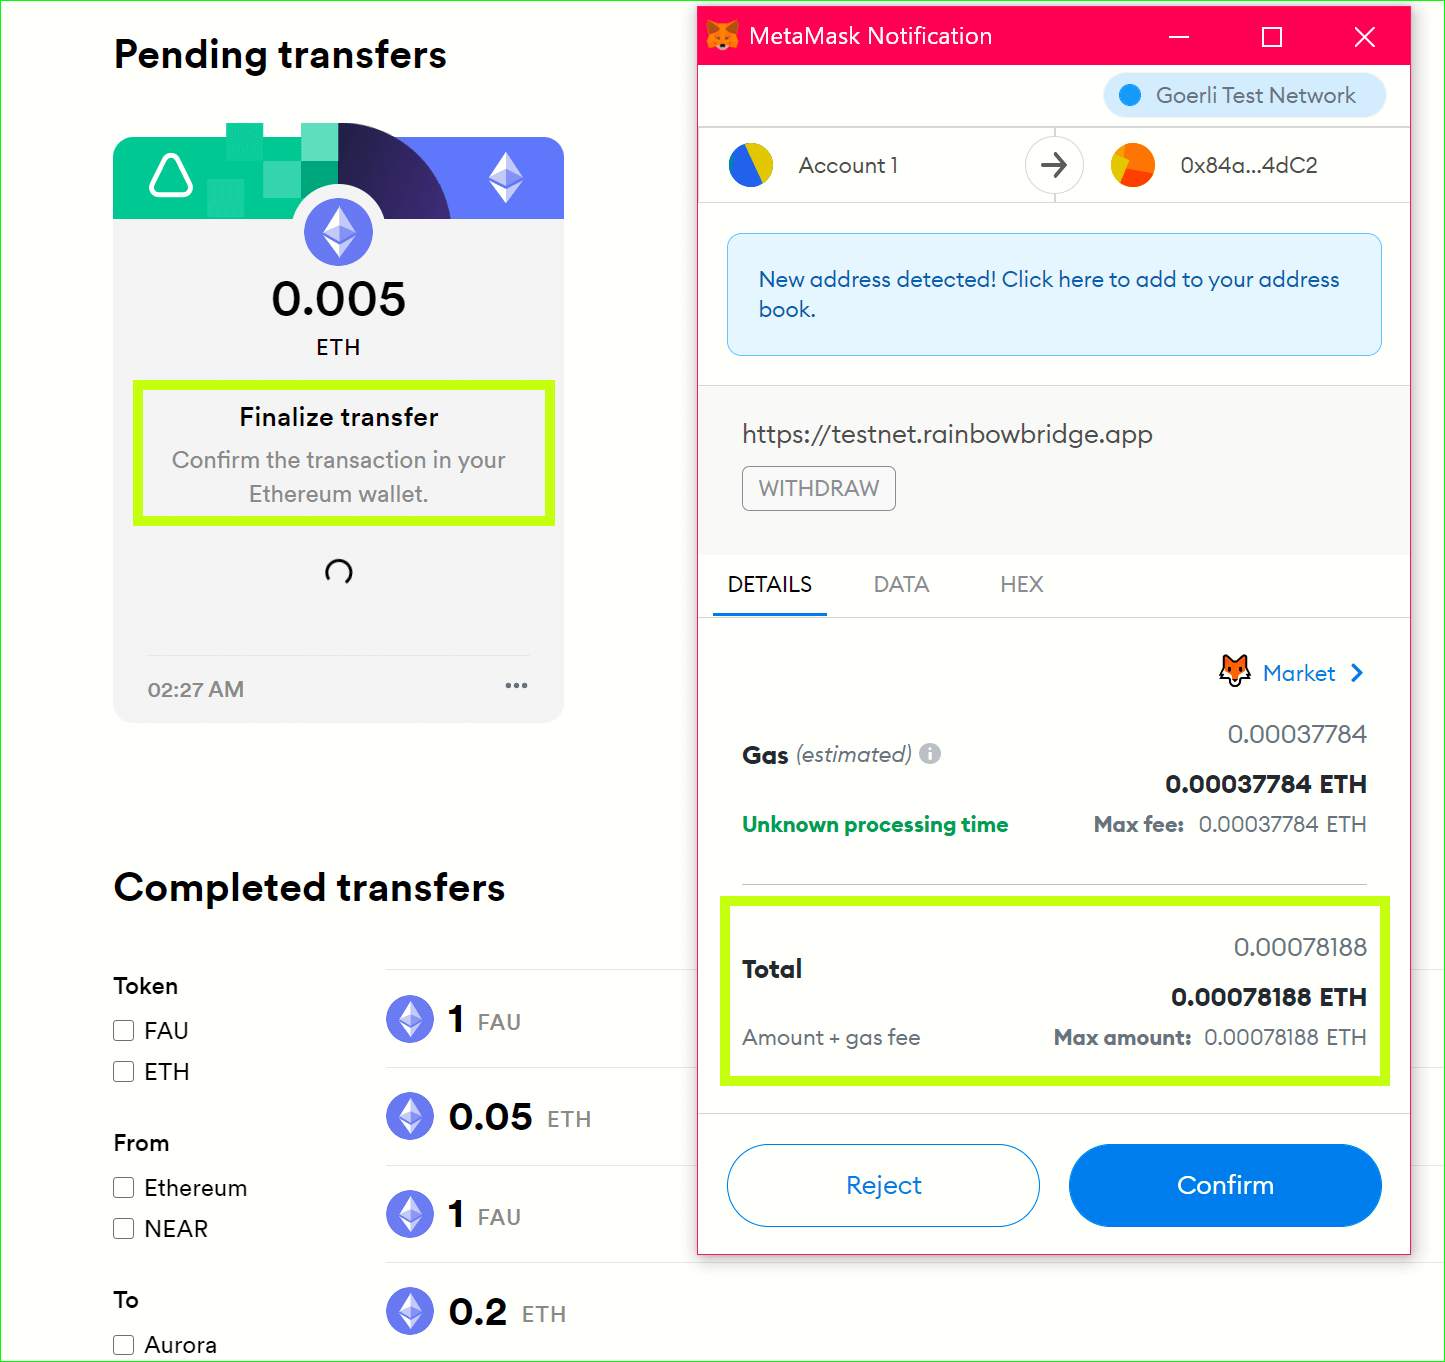 Pending transfers
0.005
ETH
Finalize transfer
Confirm the transaction in your
Ethereum wallet.
02:27 AM
Completed transfers
Token
FAU
ETH
From
Ethereum
NEAR
To
Aurora
1 FAU
0.05 ETH
1 FAU
0.2 ETH
MetaMask Notification
Goerli Test Network
Account 1
0x84a...4dC2
New address detected! Click here to add to your address
book.
https://testnet.rainbowbridge.app
WITHDRAW
DETAILS DATA HEX
Market
0.00037784
Gas (estimated)
0.00037784 ETH
Unknown processing time Max fee: 0.00037784 ETH
0.00078188
Total
0.00078188 ETH
Amount + gas fee Max amount: 0.00078188 ETH
Reject Confirm